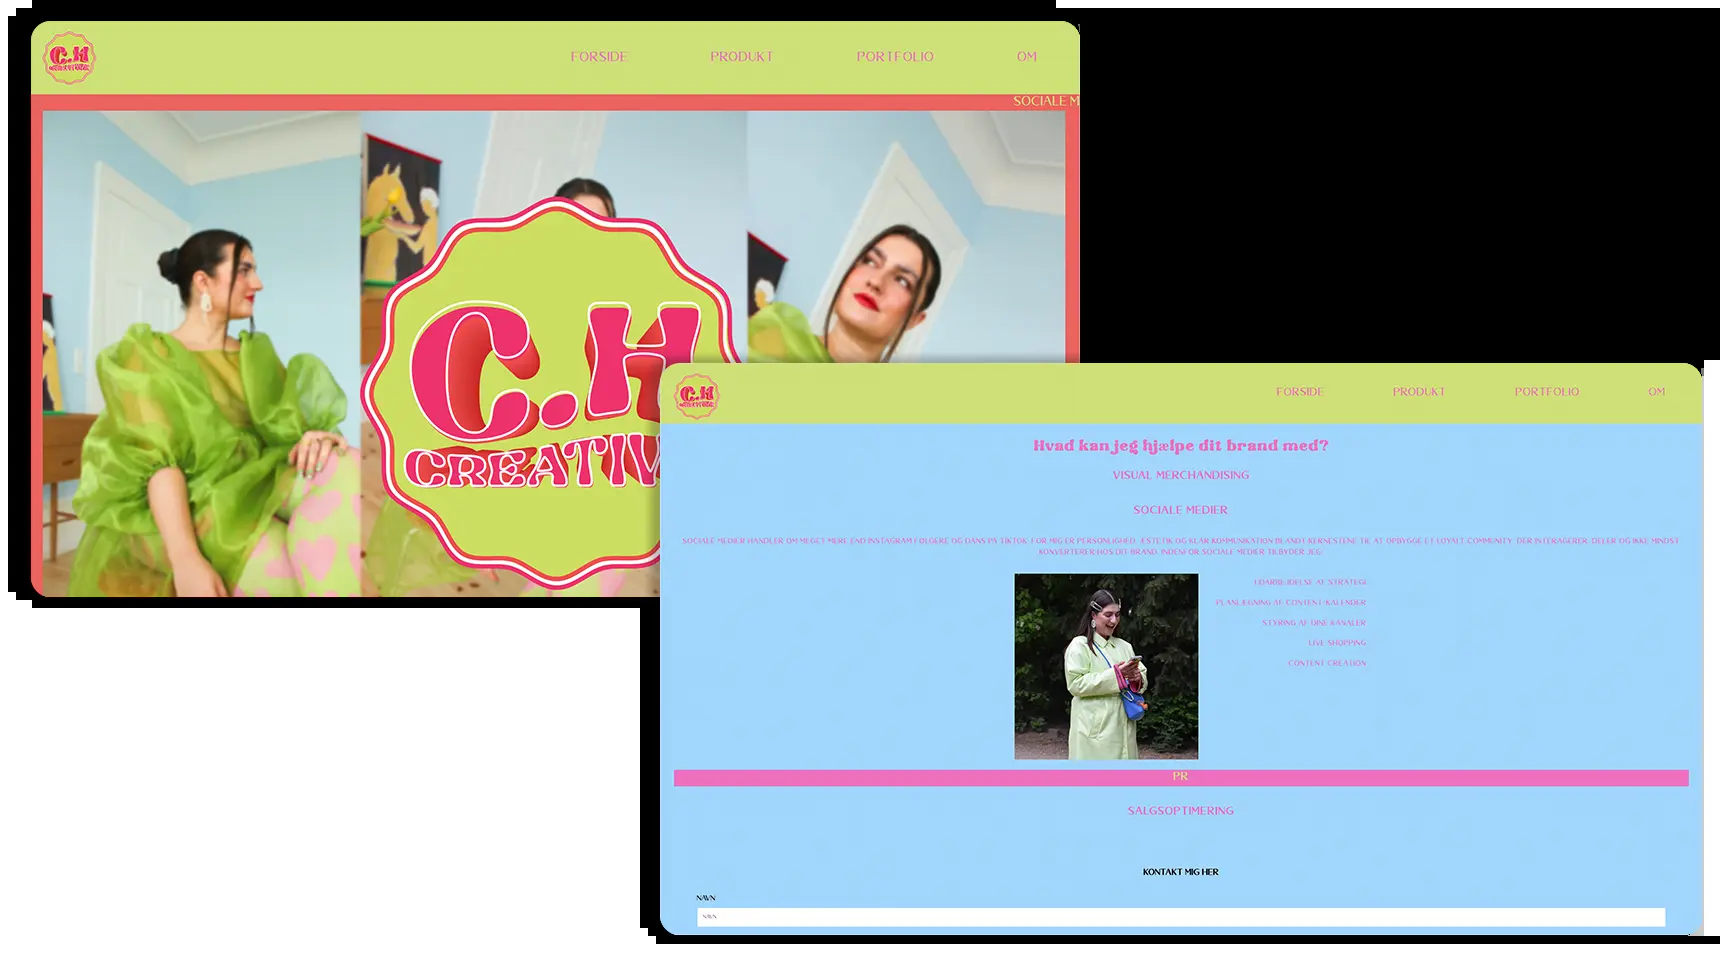 C.H
FORSIDE
PRODUKT
PORTFOLIO
OM
SOCIALE M
C.H
CREATIV
C.H
FORSIDE
PRODUKT
PORTFOLIO
OM
Hvad kan jeg hjælpe dit brand med?
VISUAL MERCHANDISING
SOCIALE MEDIER
SOCIALE MEDIER HANDLER OM MEGET MERE END INSTAGRAM FØLGERE OG DANS PÅ TIKTOK. FOR MIG ER PERSONLIGHED, ÆSTETIK OG KLAR KOMMUNIKATION BLANDT KERNESTENE TIL AT OPBYGGE ET LOYALT COMMUNITY, DER INTERAGERER, DELER OG IKKE MINDST
KONVERTERER HOS DIT BRAND. INDENFOR SOCIALE MEDIER TILBYDER JEG:
UDARBEJDELSE AF STRATEGI
PLANLÆGNING AF CONTENT-KALENDER
STYRING AF DINE KANALER
LIVE SHOPPING
CONTENT CREATION
PR
SALGSOPTIMERING
KONTAKT MIG HER
NAVN
NAVN